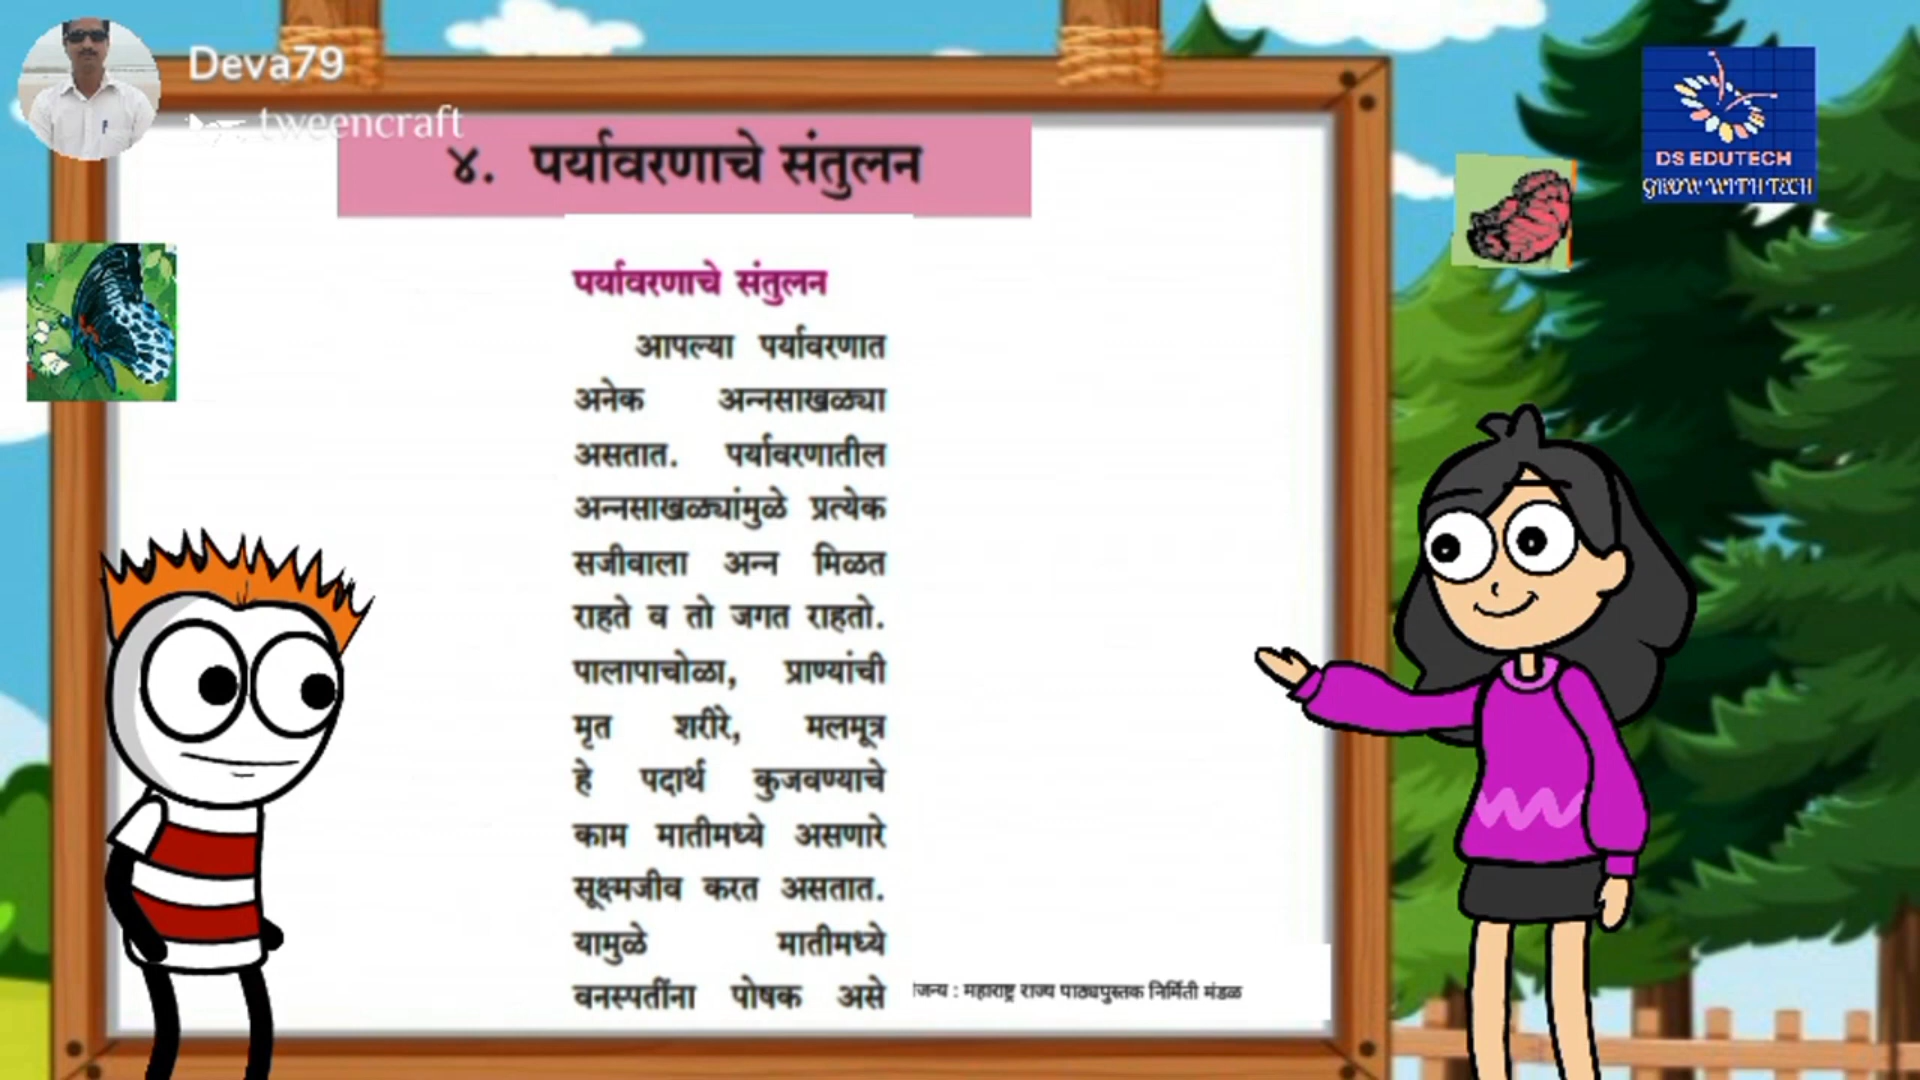 Deva79
tweencraft
DS EDUTECH
GROW WITH TECH
४. पर्यावरणाचे संतुलन
पर्यावरणाचे संतुलन
आपल्या पर्यावरणात
अनेक अन्नसाखळ्या
असतात. पर्यावरणातील
अन्नसाखळ्यांमुळे प्रत्येक
सजीवाला अन्न मिळत
राहते व तो जगत राहतो.
पालापाचोळा, प्राण्यांची
मृत शरीरे, मलमूत्र
हे पदार्थ कुजवण्याचे
काम मातीमध्ये असणारे
सूक्ष्मजीव करत असतात.
यामुळे मातीमध्ये
वनस्पतींना पोषक असे
जन्य : महाराष्ट्र राज्य पाठ्यपुस्तक निर्मिती मंडळ